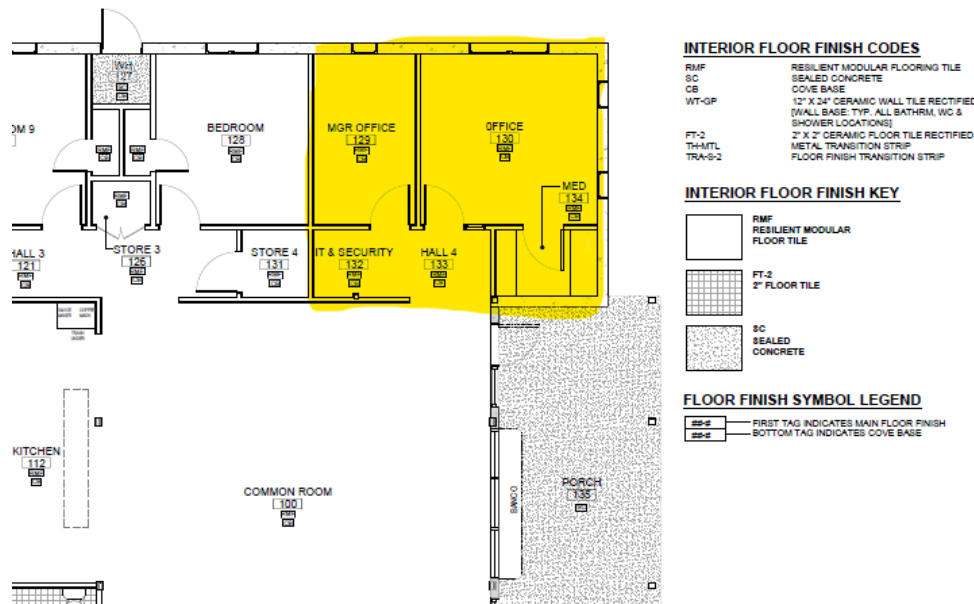 WH
127
OM 9
BEDROOM
128
MGR OFFICE
129
0FFICE
130
MED
134
HALL 3
121
STORE 3
126
STORE 4
131
IT & SECURITY
132
HALL 4
133
KITCHEN
112
COMMON ROOM
100
BANCO
PORCH
135
INTERIOR FLOOR FINISH CODES
RMF RESILIENT MODULAR FLOORING TILE
SC SEALED CONCRETE
CB COVE BASE
WT-GP 12" X 24" CERAMIC WALL TILE RECTIFIED
[WALL BASE: TYP. ALL BATHRM, WC &
SHOWER LOCATIONS]
FT-2 2" X 2" CERAMIC FLOOR TILE RECTIFIED
TH-MTL METAL TRANSITION STRIP
TRA-S-2 FLOOR FINISH TRANSITION STRIP
INTERIOR FLOOR FINISH KEY
RMF
RESILIENT MODULAR
FLOOR TILE
FT-2
2" FLOOR TILE
SC
SEALED
CONCRETE
FLOOR FINISH SYMBOL LEGEND
##-# FIRST TAG INDICATES MAIN FLOOR FINISH
##-# BOTTOM TAG INDICATES COVE BASE